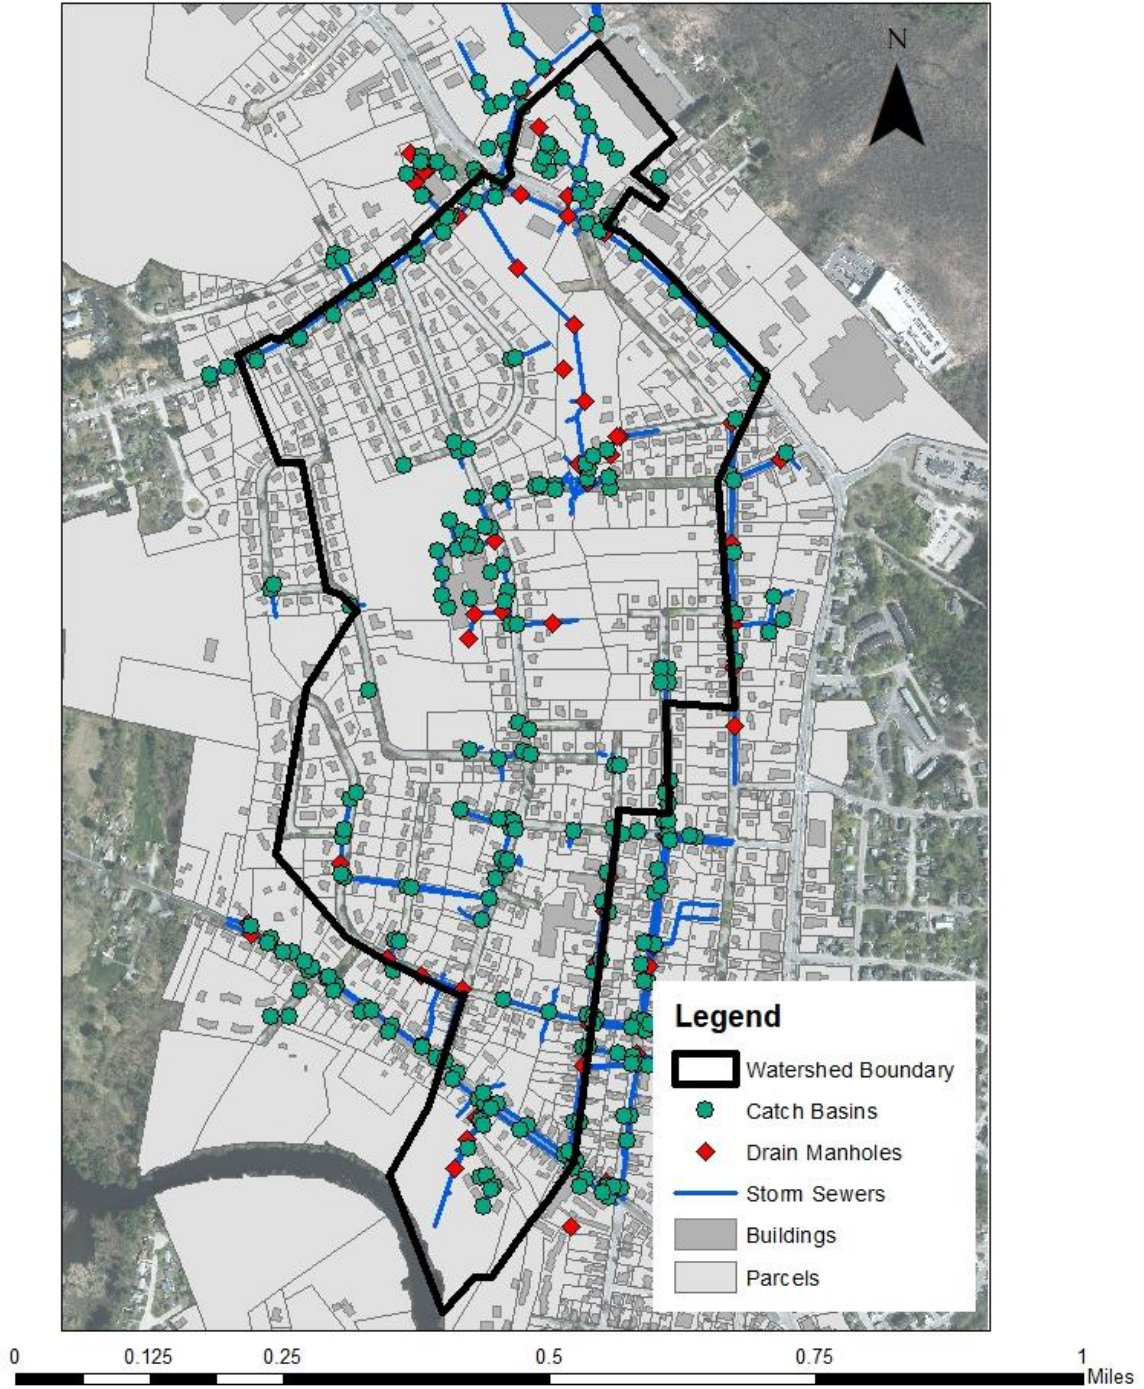 N
Legend
Watershed Boundary
Catch Basins
Drain Manholes
Storm Sewers
Buildings
Parcels
0 0.125 0.25 0.5 0.75 1
Miles